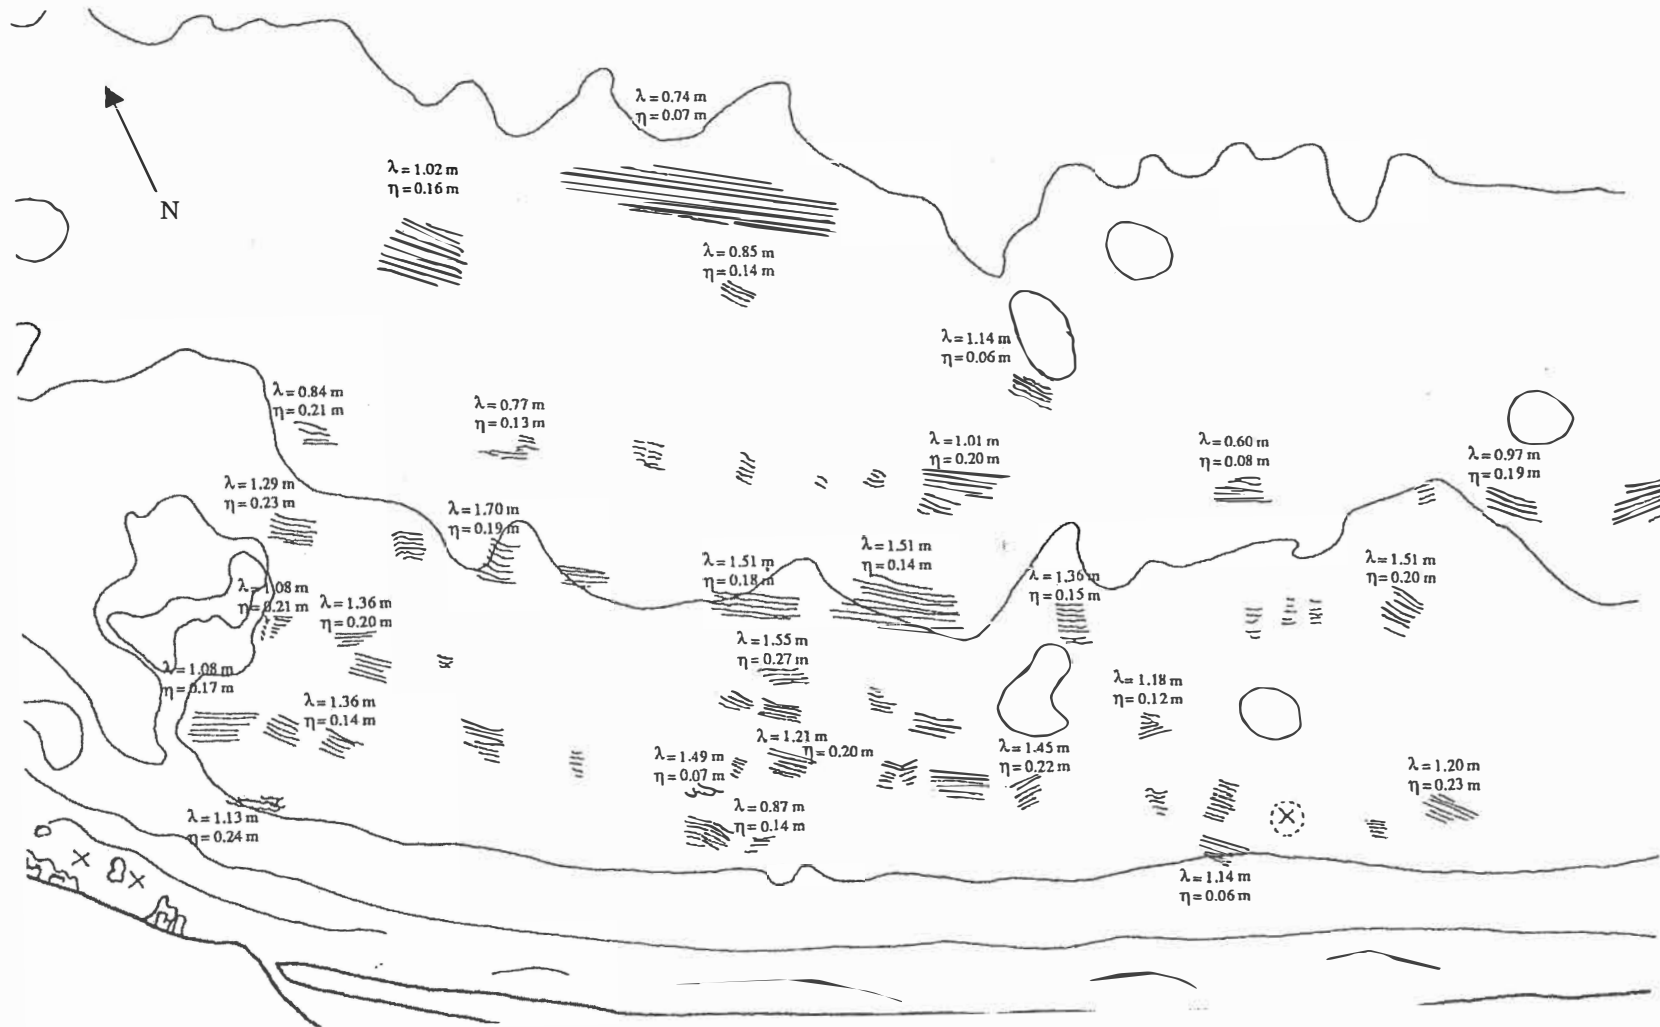 λ = 0.74 m
η = 0.07 m
λ = 1.02 m
η = 0.16 m
N
λ = 0.85 m
η = 0.14 m
λ = 1.14 m
η = 0.06 m
λ = 0.84 m
η = 0.21 m
λ = 0.77 m
η = 0.13 m
λ = 1.01 m
η = 0.20 m
λ = 0.60 m
η = 0.08 m
λ = 0.97 m
η = 0.19 m
λ = 1.29 m
η = 0.23 m
λ = 1.70 m
η = 0.19 m
λ = 1.51 m
η = 0.18 m
λ = 1.51 m
η = 0.14 m
λ = 1.36 m
η = 0.15 m
λ = 1.51 m
η = 0.20 m
λ = 1.08 m
η = 0.21 m
λ = 1.36 m
η = 0.20 m
λ = 1.55 m
η = 0.27 m
λ = 1.08 m
η = 0.17 m
λ = 1.18 m
η = 0.12 m
λ = 1.36 m
η = 0.14 m
λ = 1.21 m
η = 0.20 m
λ = 1.49 m
η = 0.07 m
λ = 1.45 m
η = 0.22 m
λ = 1.20 m
η = 0.23 m
λ = 0.87 m
η = 0.14 m
λ = 1.13 m
η = 0.24 m
λ = 1.14 m
η = 0.06 m